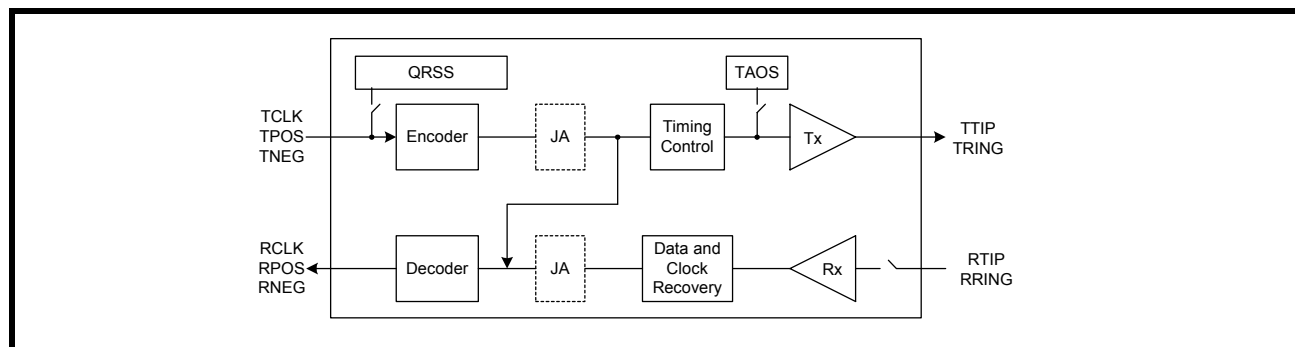 QRSS
TAOS
TCLK
TPOS
TNEG
Encoder
JA
Timing
Control
Tx
TTIP
TRING
RCLK
RPOS
RNEG
Decoder
JA
Data and
Clock
Recovery
Rx
RTIP
RRING